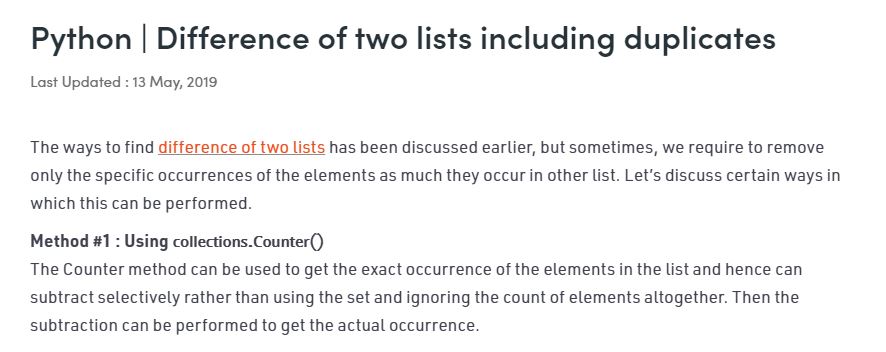 Python | Difference of two lists including duplicates
Last Updated : 13 May, 2019
The ways to find difference of two lists has been discussed earlier, but sometimes, we require to remove
only the specific occurrences of the elements as much they occur in other list. Let's discuss certain ways in
which this can be performed.
Method #1 : Using collections.Counter()
The Counter method can be used to get the exact occurrence of the elements in the list and hence can
subtract selectively rather than using the set and ignoring the count of elements altogether. Then the
subtraction can be performed to get the actual occurrence.